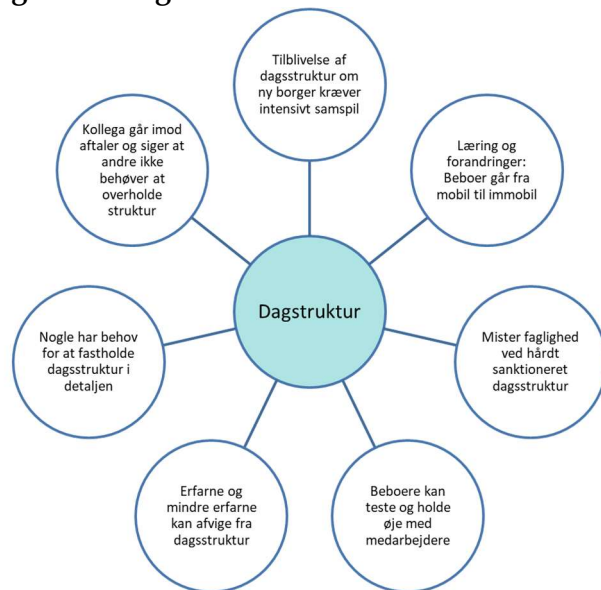 Tilblivelse af
dagsstruktur om
ny borger kræver
intensivt samspil
Læring og
forandringer:
Beboer går fra
mobil til immobil
Mister faglighed
ved hårdt
sanktioneret
dagsstruktur
Beboere kan
teste og holde
øje med
medarbejdere
Erfarne og
mindre erfarne
kan afvige fra
dagsstruktur
Nogle har behov
for at fastholde
dagsstruktur i
detaljen
Kollega går imod
aftaler og siger at
andre ikke
behøver at
overholde
struktur
Dagstruktur